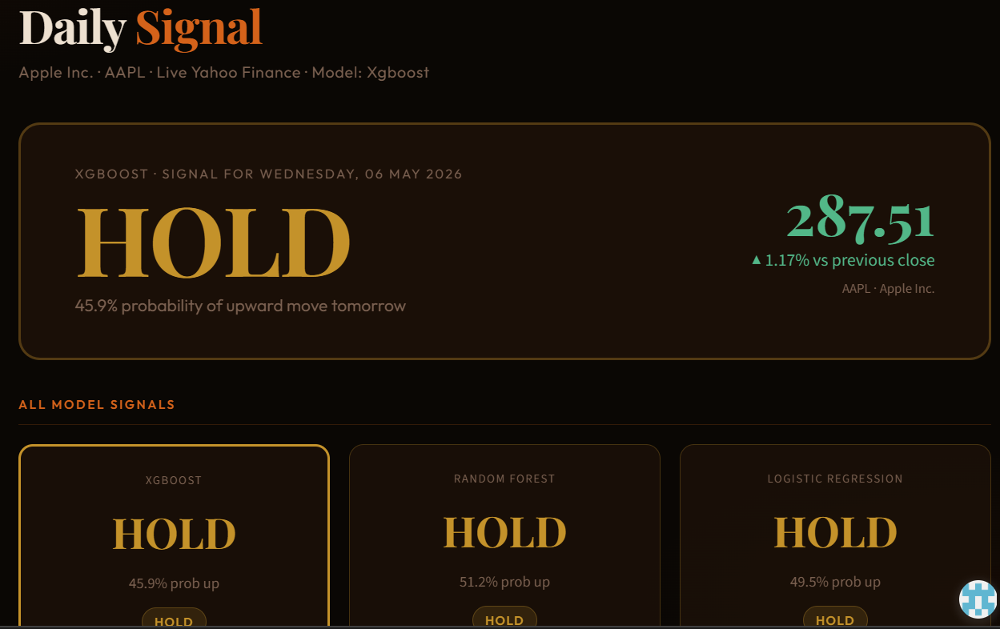 Daily Signal
Apple Inc. · AAPL · Live Yahoo Finance · Model: Xgboost
XGBOOST · SIGNAL FOR WEDNESDAY, 06 MAY 2026
HOLD
45.9% probability of upward move tomorrow
287.51
▲ 1.17% vs previous close
AAPL · Apple Inc.
ALL MODEL SIGNALS
XGBOOST
HOLD
45.9% prob up
HOLD
RANDOM FOREST
HOLD
51.2% prob up
HOLD
LOGISTIC REGRESSION
HOLD
49.5% prob up
HOLD